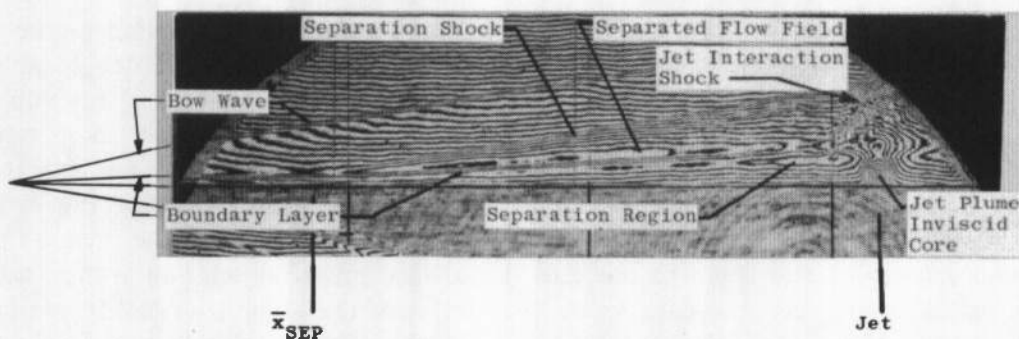 Separation Shock
Separated Flow Field
Jet Interaction
Shock
Bow Wave
Boundary Layer
Separation Region
Jet Plume
Inviscid
Core
x̄SEP
Jet